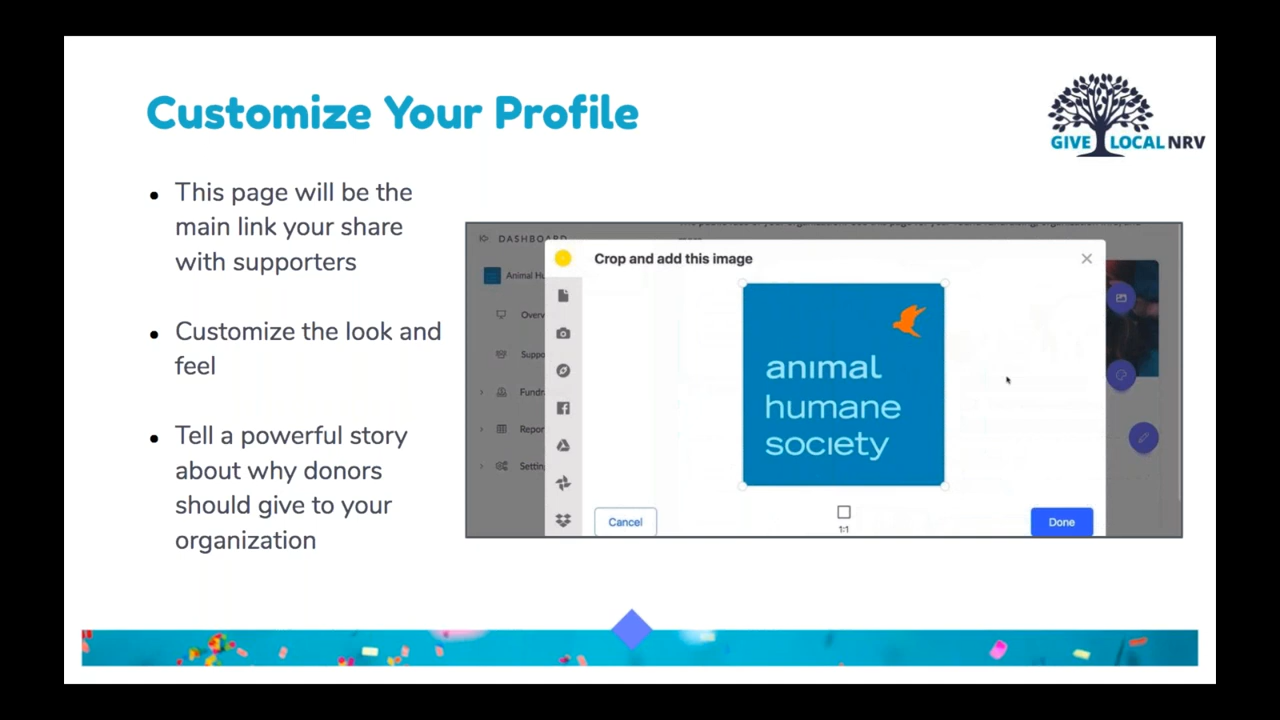 Customize Your Profile
GIVE LOCAL NRV
This page will be the
main link your share
with supporters
Customize the look and
feel
Tell a powerful story
about why donors
should give to your
organization
DASHBOARD
Crop and add this image
Animal
animal
humane
society
Cancel
1:1
Done